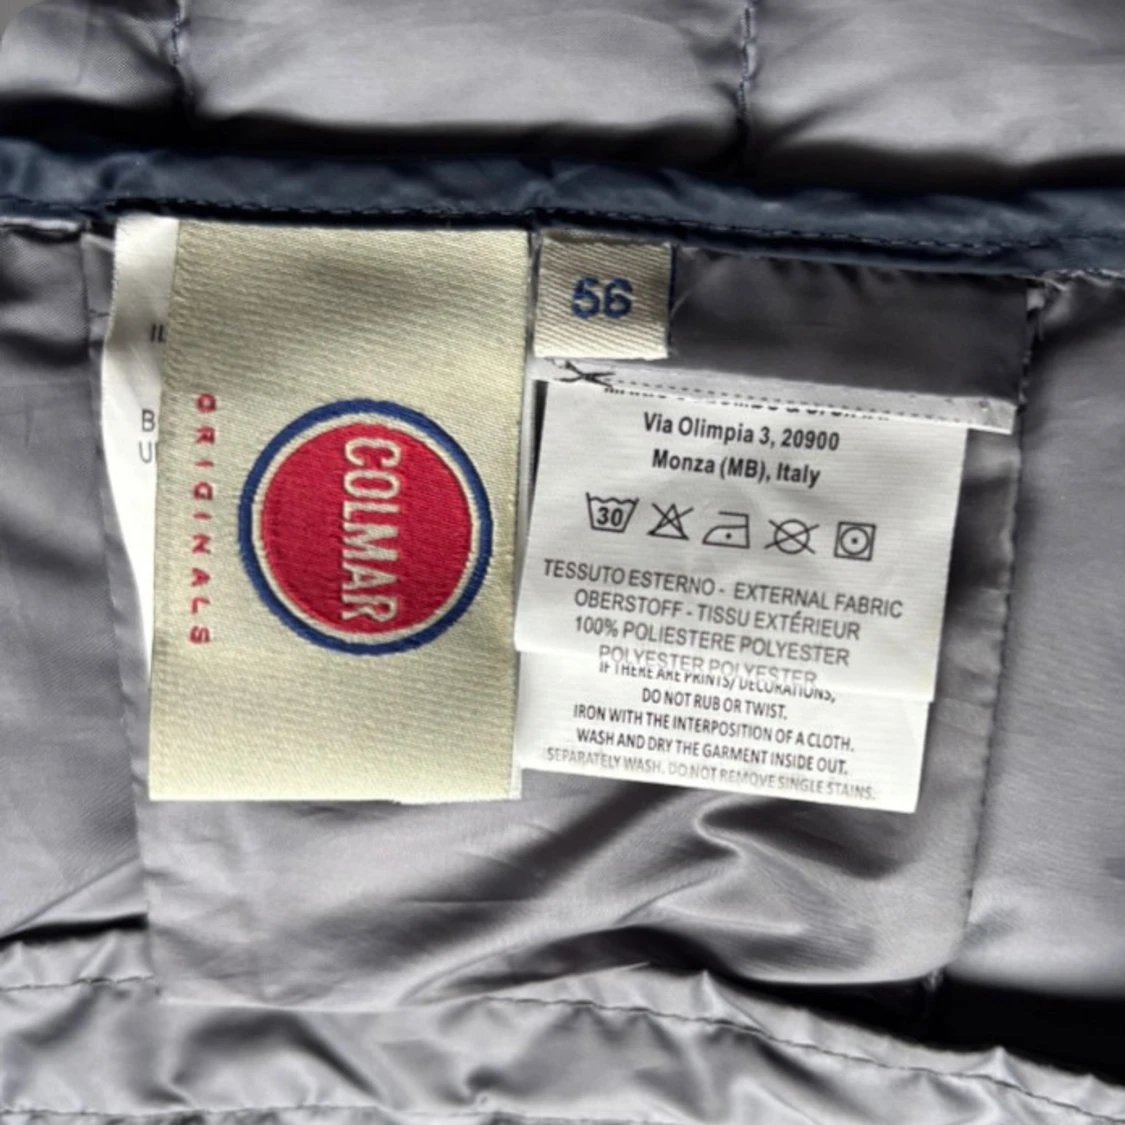 IL
B
U
ORIGINALS
COLMAR
56
Via Olimpia 3, 20900
Monza (MB), Italy
30
TESSUTO ESTERNO - EXTERNAL FABRIC
OBERSTOFF - TISSU EXTÉRIEUR
100% POLIESTERE POLYESTER
POLYESTER POLYESTER
IF THERE ARE PRINTS/ DECORATIONS,
DO NOT RUB OR TWIST.
IRON WITH THE INTERPOSITION OF A CLOTH.
WASH AND DRY THE GARMENT INSIDE OUT.
SEPARATELY WASH. DO NOT REMOVE SINGLE STAINS.